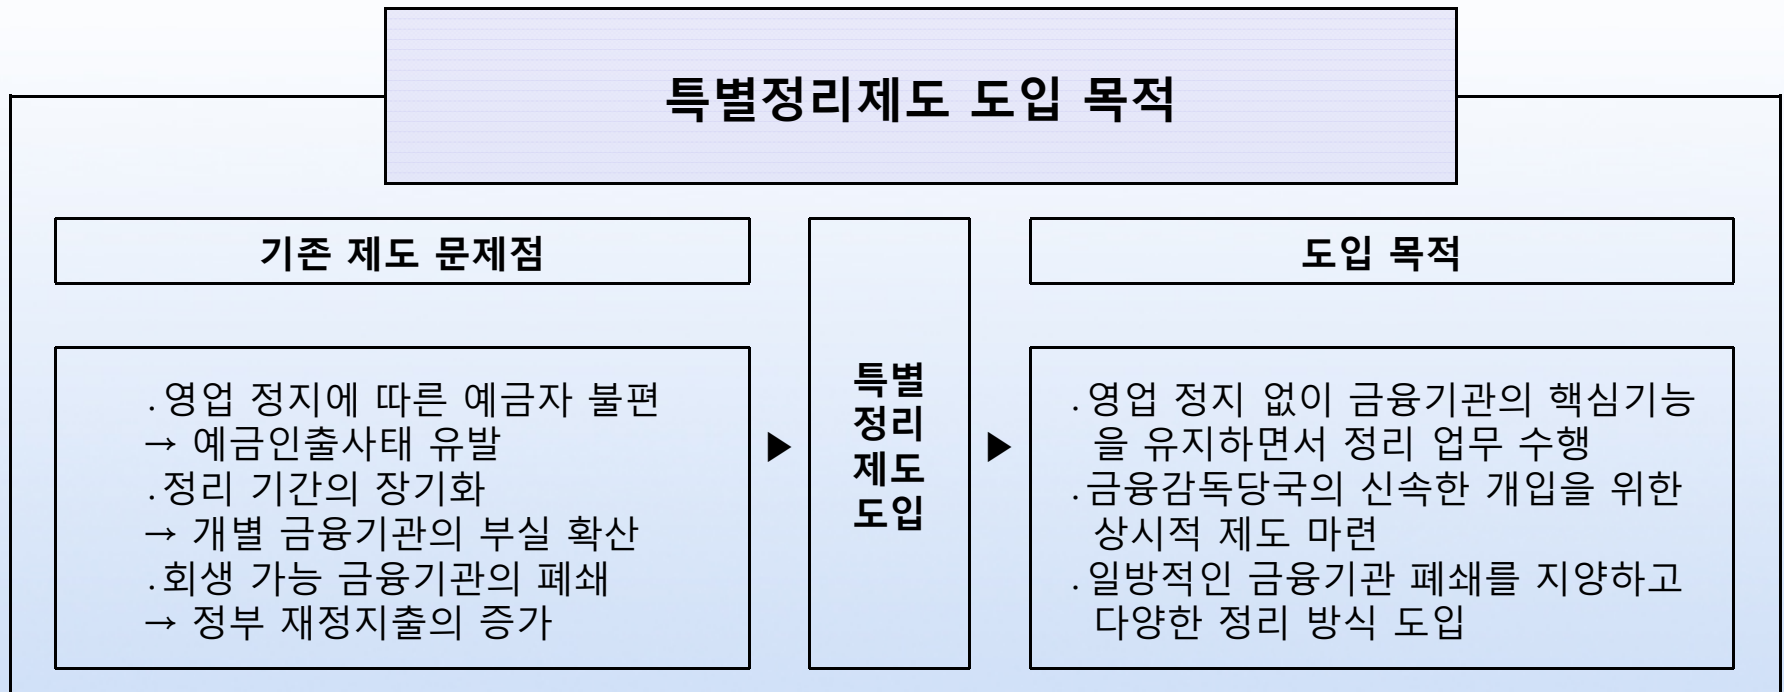 특별정리제도 도입 목적
기존 제도 문제점
. 영업 정지에 따른 예금자 불편
→ 예금인출사태 유발
. 정리 기간의 장기화
→ 개별 금융기관의 부실 확산
. 회생 가능 금융기관의 폐쇄
→ 정부 재정지출의 증가
▶
특별
정리
제도
도입
▶
도입 목적
. 영업 정지 없이 금융기관의 핵심기능
을 유지하면서 정리 업무 수행
. 금융감독당국의 신속한 개입을 위한
상시적 제도 마련
. 일방적인 금융기관 폐쇄를 지양하고
다양한 정리 방식 도입